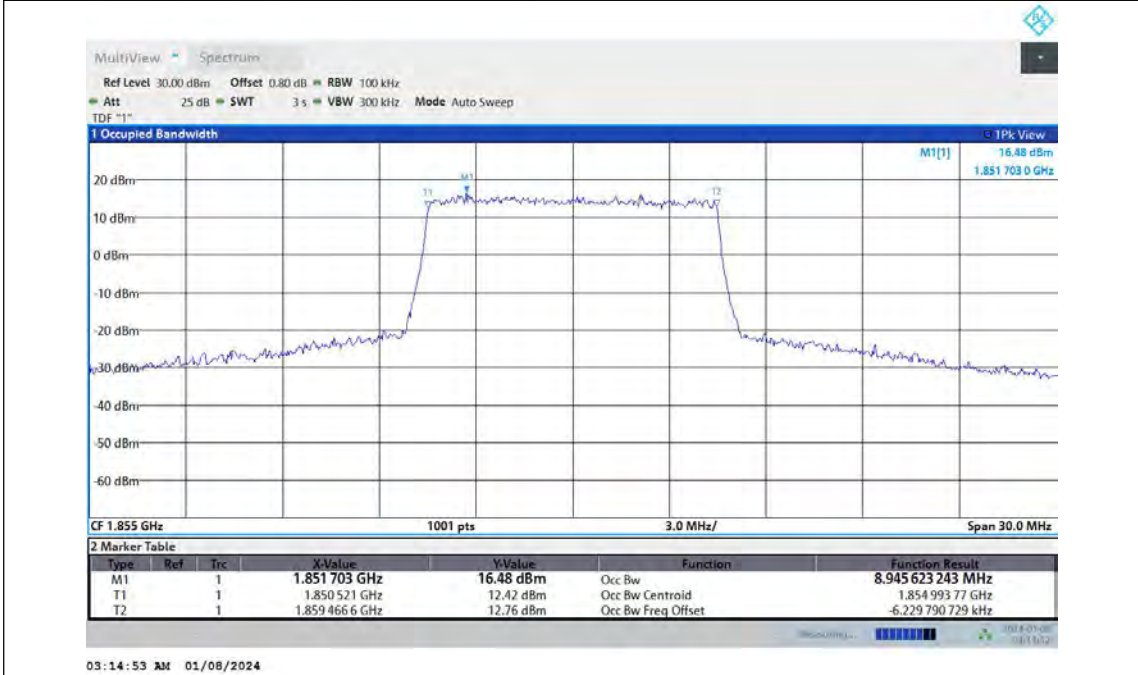 MultiView Spectrum
Ref Level 30.00 dBm Offset 0.80 dB RBW 100 kHz
Att 25 dB SWT 3 s VBW 300 kHz Mode Auto Sweep
TDF "1"
1 Occupied Bandwidth 1Pk View
M1[1] 16.48 dBm
1.851 703 0 GHz
M1
T1 T2
20 dBm
10 dBm
0 dBm
-10 dBm
-20 dBm
-30 dBm
-40 dBm
-50 dBm
-60 dBm
CF 1.855 GHz 1001 pts 3.0 MHz/ Span 30.0 MHz
2 Marker Table
Type Ref Trc X-Value Y-Value Function Function Result
M1 1 1.851 703 GHz 16.48 dBm Occ Bw 8.945 623 243 MHz
T1 1 1.850 521 GHz 12.42 dBm Occ Bw Centroid 1.854 993 77 GHz
T2 1 1.859 466 6 GHz 12.76 dBm Occ Bw Freq Offset -6.229 790 729 kHz
Measuring...
03:14:53 AM 01/08/2024